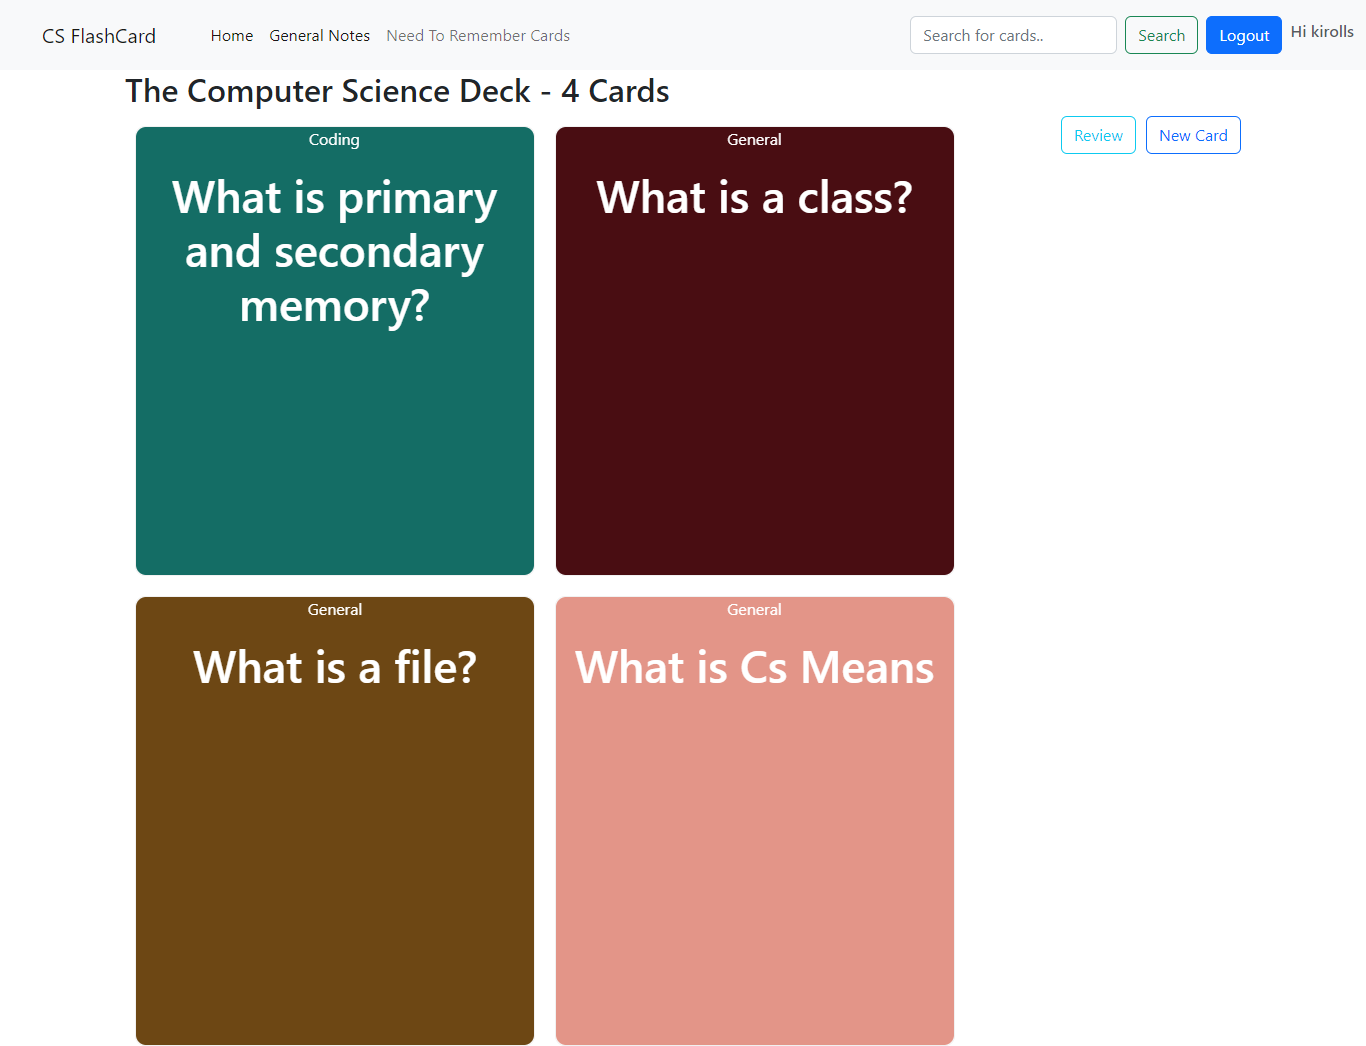 CS FlashCard Home General Notes Need To Remember Cards Search for cards.. Search Logout Hi kirolls
The Computer Science Deck - 4 Cards
Review New Card
Coding
What is primary
and secondary
memory?
General
What is a class?
General
What is a file?
General
What is Cs Means